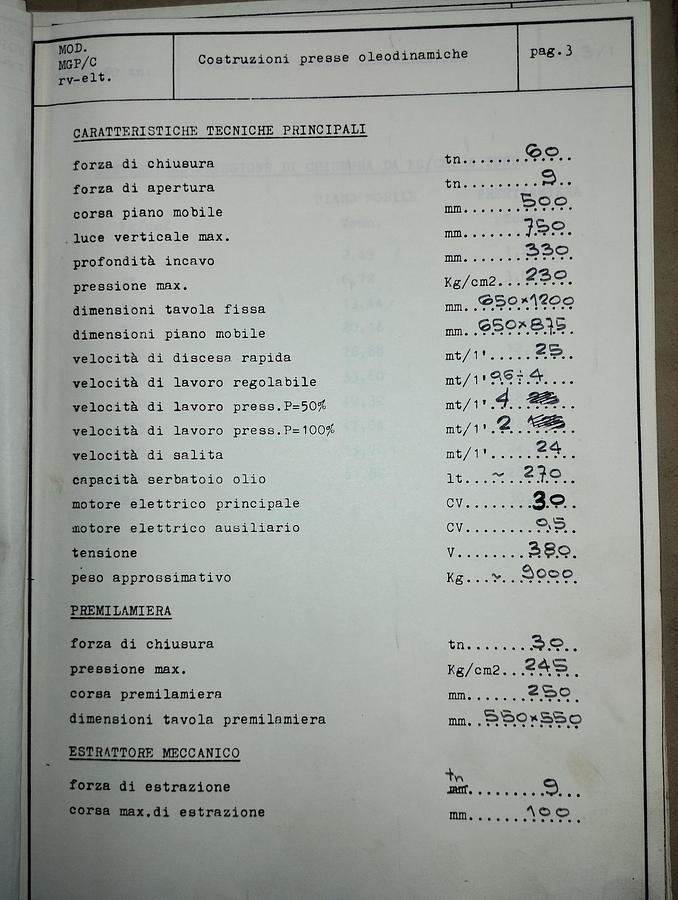 MOD.
MGP/C
rv-elt.
Costruzioni presse oleodinamiche
pag.3
CARATTERISTICHE TECNICHE PRINCIPALI
forza di chiusura tn........60...
forza di apertura tn.........9...
corsa piano mobile mm.......500...
luce verticale max. mm.......750...
profondità incavo mm.......330...
pressione max. Kg/cm2...230...
dimensioni tavola fissa mm..650×1200
dimensioni piano mobile mm..650×875
velocità di discesa rapida mt/1'......25..
velocità di lavoro regolabile mt/1'.0,6÷4....
velocità di lavoro press.P=50% mt/1'.4
velocità di lavoro press.P=100% mt/1'.2
velocità di salita mt/1'......24..
capacità serbatoio olio lt....~..270..
motore elettrico principale CV........30..
motore elettrico ausiliario CV........0,5..
tensione V........380.
peso approssimativo Kg...~..9000.
PREMILAMIERA
forza di chiusura tn........30..
pressione max. Kg/cm2...245..
corsa premilamiera mm.......250..
dimensioni tavola premilamiera mm..550×550
ESTRATTORE MECCANICO
tn
forza di estrazione mm.........9...
corsa max.di estrazione mm.......100..